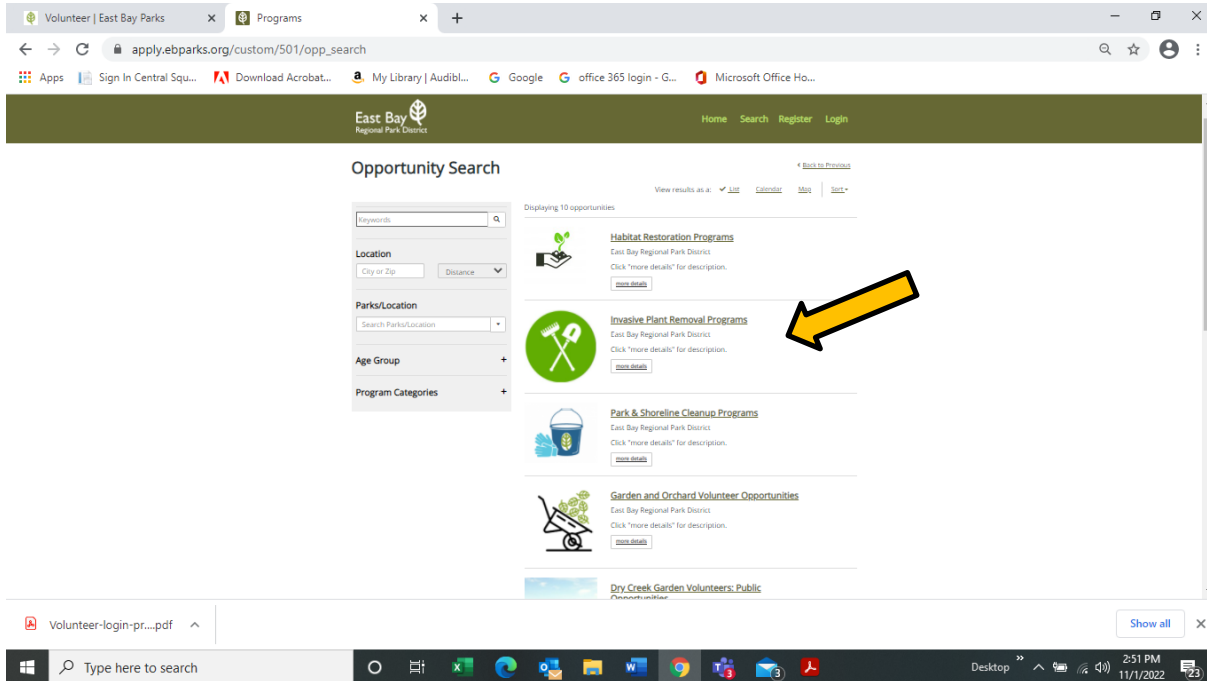 Volunteer | East Bay Parks
Programs
apply.ebparks.org/custom/501/opp_search
Apps
Sign In Central Squ...
Download Acrobat...
My Library | Audibl...
Google
office 365 login - G...
Microsoft Office Ho...
East Bay
Regional Park District
Home Search Register Login
Opportunity Search
Back to Previous
View results as a: List Calendar Map Sort
Displaying 10 opportunities
Keywords
Location
City or Zip
Distance
Parks/Location
Search Parks/Location
Age Group +
Program Categories +
Habitat Restoration Programs
East Bay Regional Park District
Click "more details" for description.
more details
Invasive Plant Removal Programs
East Bay Regional Park District
Click "more details" for description.
more details
Park & Shoreline Cleanup Programs
East Bay Regional Park District
Click "more details" for description.
more details
Garden and Orchard Volunteer Opportunities
East Bay Regional Park District
Click "more details" for description.
more details
Dry Creek Garden Volunteers: Public
Opportunities
Volunteer-login-pr....pdf
Show all
Type here to search
Desktop
2:51 PM
11/1/2022
3
3
23